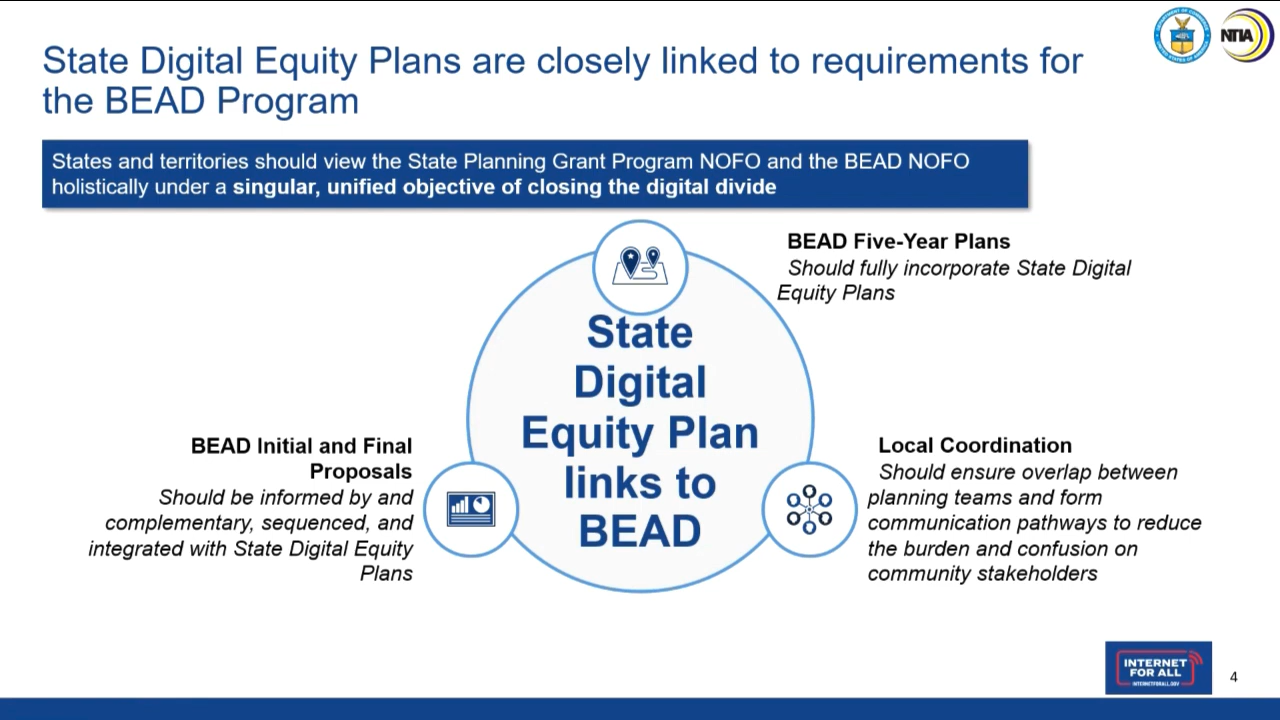 NTIA
State Digital Equity Plans are closely linked to requirements for
the BEAD Program
States and territories should view the State Planning Grant Program NOFO and the BEAD NOFO
holistically under a singular, unified objective of closing the digital divide
BEAD Five-Year Plans
Should fully incorporate State Digital
Equity Plans
State
Digital
Equity Plan
links to
BEAD
BEAD Initial and Final
Proposals
Should be informed by and
complementary, sequenced, and
integrated with State Digital Equity
Plans
Local Coordination
Should ensure overlap between
planning teams and form
communication pathways to reduce
the burden and confusion on
community stakeholders
INTERNET
FOR ALL
INTERNETFORALL.GOV
4